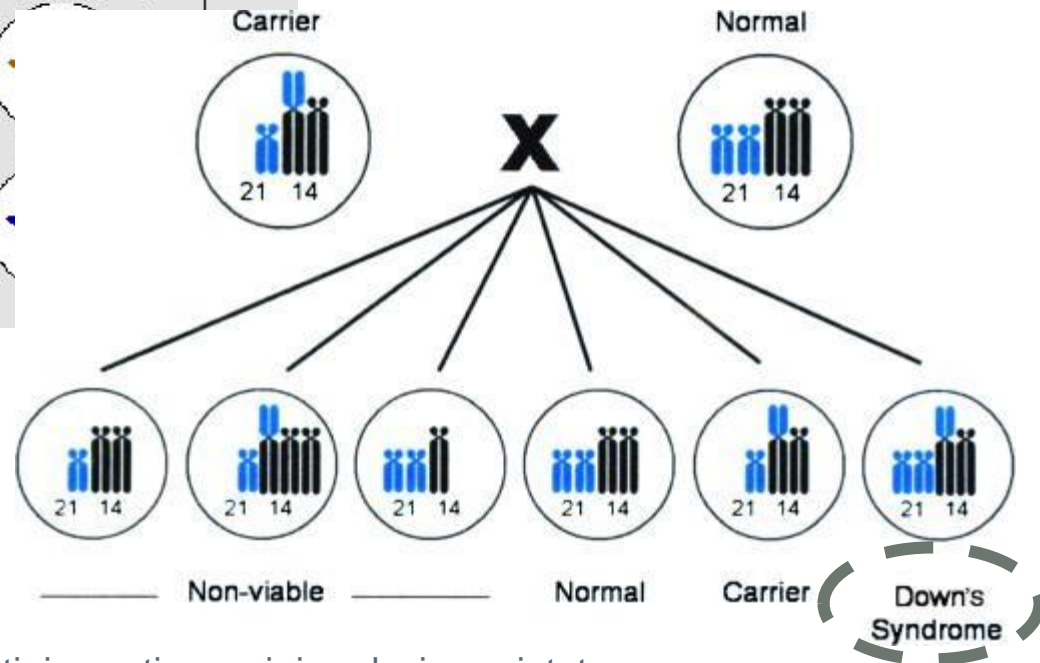 Carrier Normal
X
21 14 21 14
21 14 21 14 21 14 21 14 21 14 21 14
Non-viable Normal Carrier Down's
Syndrome